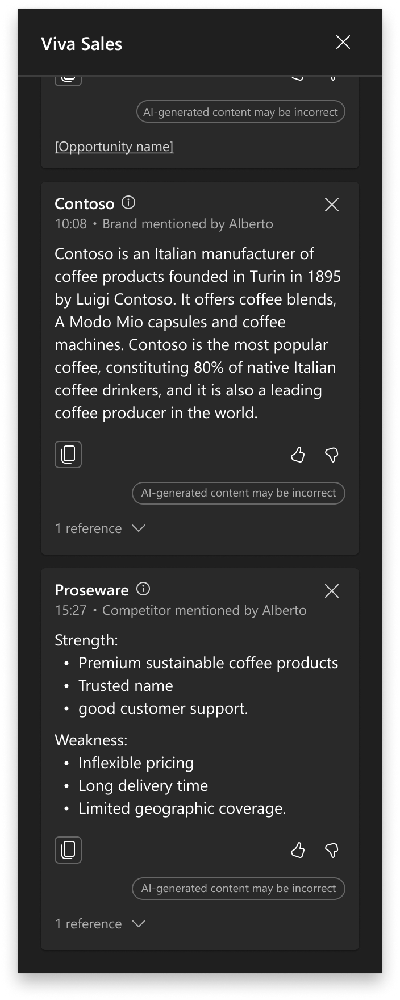 Viva Sales
AI-generated content may be incorrect
[Opportunity name]
Contoso
10:08 • Brand mentioned by Alberto
Contoso is an Italian manufacturer of
coffee products founded in Turin in 1895
by Luigi Contoso. It offers coffee blends,
A Modo Mio capsules and coffee
machines. Contoso is the most popular
coffee, constituting 80% of native Italian
coffee drinkers, and it is also a leading
coffee producer in the world.
AI-generated content may be incorrect
1 reference
Proseware
15:27 • Competitor mentioned by Alberto
Strength:
• Premium sustainable coffee products
• Trusted name
• good customer support.
Weakness:
• Inflexible pricing
• Long delivery time
• Limited geographic coverage.
AI-generated content may be incorrect
1 reference